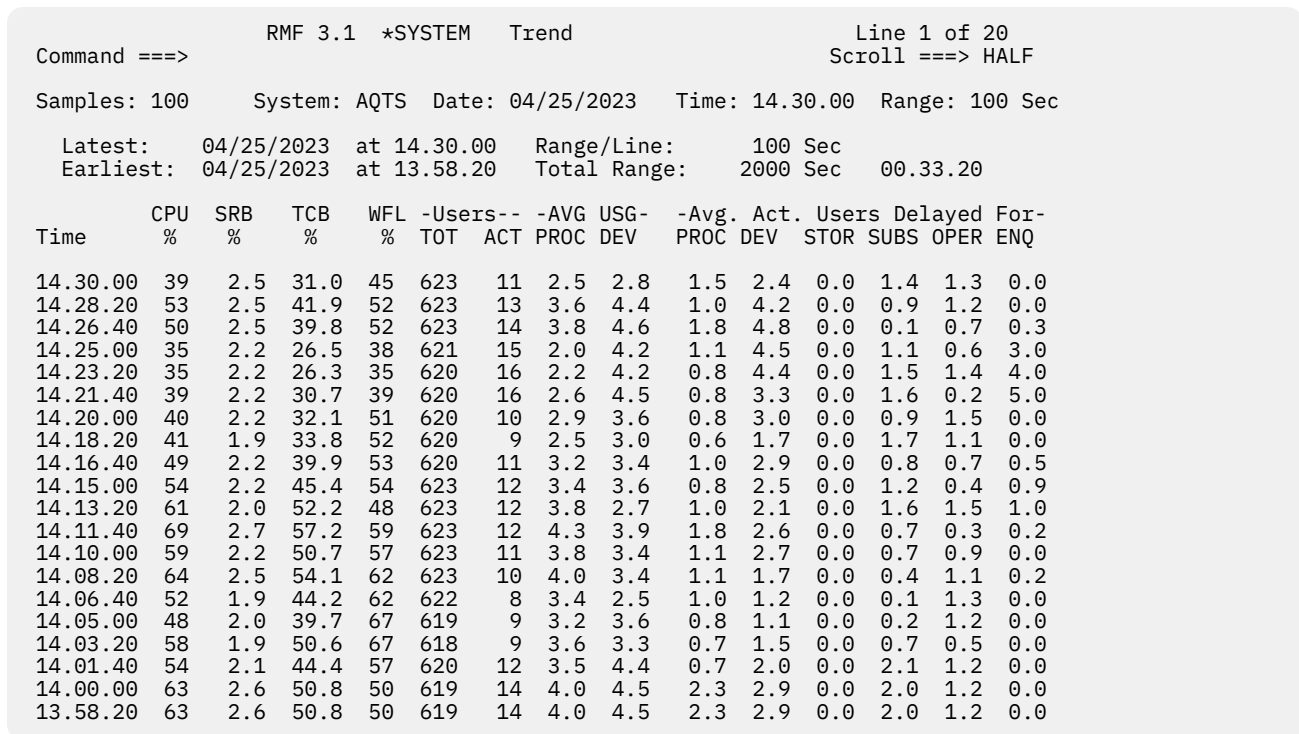 RMF 3.1  *SYSTEM   Trend                      Line 1 of 20
Command ===>                                                  Scroll ===> HALF
Samples: 100     System: AQTS  Date: 04/25/2023   Time: 14.30.00  Range: 100 Sec
Latest:    04/25/2023  at 14.30.00   Range/Line:      100 Sec
Earliest:  04/25/2023  at 13.58.20   Total Range:    2000 Sec   00.33.20
CPU  SRB   TCB   WFL -Users-- -AVG USG-  -Avg. Act. Users Delayed For-
Time      %    %     %     %  TOT  ACT PROC DEV   PROC DEV  STOR SUBS OPER ENQ
14.30.00  39   2.5  31.0  45  623   11  2.5  2.8   1.5  2.4  0.0  1.4  1.3  0.0
14.28.20  53   2.5  41.9  52  623   13  3.6  4.4   1.0  4.2  0.0  0.9  1.2  0.0
14.26.40  50   2.5  39.8  52  623   14  3.8  4.6   1.8  4.8  0.0  0.1  0.7  0.3
14.25.00  35   2.2  26.5  38  621   15  2.0  4.2   1.1  4.5  0.0  1.1  0.6  3.0
14.23.20  35   2.2  26.3  35  620   16  2.2  4.2   0.8  4.4  0.0  1.5  1.4  4.0
14.21.40  39   2.2  30.7  39  620   16  2.6  4.5   0.8  3.3  0.0  1.6  0.2  5.0
14.20.00  40   2.2  32.1  51  620   10  2.9  3.6   0.8  3.0  0.0  0.9  1.5  0.0
14.18.20  41   1.9  33.8  52  620    9  2.5  3.0   0.6  1.7  0.0  1.7  1.1  0.0
14.16.40  49   2.2  39.9  53  620   11  3.2  3.4   1.0  2.9  0.0  0.8  0.7  0.5
14.15.00  54   2.2  45.4  54  623   12  3.4  3.6   0.8  2.5  0.0  1.2  0.4  0.9
14.13.20  61   2.0  52.2  48  623   12  3.8  2.7   1.0  2.1  0.0  1.6  1.5  1.0
14.11.40  69   2.7  57.2  59  623   12  4.3  3.9   1.8  2.6  0.0  0.7  0.3  0.2
14.10.00  59   2.2  50.7  57  623   11  3.8  3.4   1.1  2.7  0.0  0.7  0.9  0.0
14.08.20  64   2.5  54.1  62  623   10  4.0  3.4   1.1  1.7  0.0  0.4  1.1  0.2
14.06.40  52   1.9  44.2  62  622    8  3.4  2.5   1.0  1.2  0.0  0.1  1.3  0.0
14.05.00  48   2.0  39.7  67  619    9  3.2  3.6   0.8  1.1  0.0  0.2  1.2  0.0
14.03.20  58   1.9  50.6  67  618    9  3.6  3.3   0.7  1.5  0.0  0.7  0.5  0.0
14.01.40  54   2.1  44.4  57  620   12  3.5  4.4   0.7  2.0  0.0  2.1  1.2  0.0
14.00.00  63   2.6  50.8  50  619   14  4.0  4.5   2.3  2.9  0.0  2.0  1.2  0.0
13.58.20  63   2.6  50.8  50  619   14  4.0  4.5   2.3  2.9  0.0  2.0  1.2  0.0